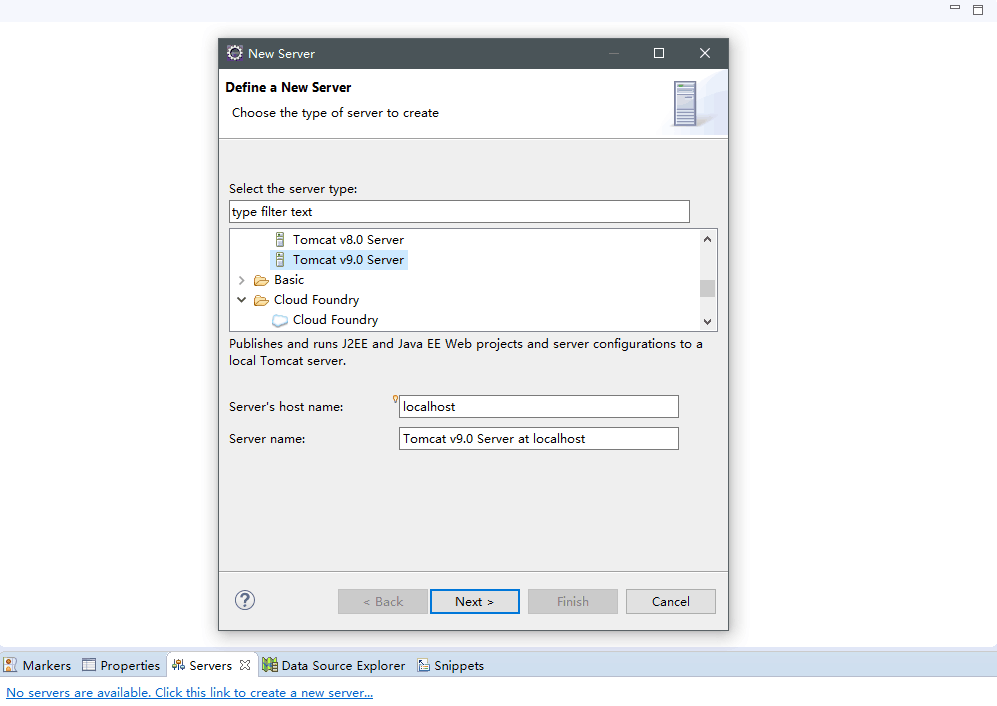 New Server
Define a New Server
Choose the type of server to create
Select the server type:
type filter text
Tomcat v8.0 Server
Tomcat v9.0 Server
Basic
Cloud Foundry
Cloud Foundry
Publishes and runs J2EE and Java EE Web projects and server configurations to a
local Tomcat server.
Server's host name: localhost
Server name: Tomcat v9.0 Server at localhost
? < Back Next > Finish Cancel
Markers Properties Servers Data Source Explorer Snippets
No servers are available. Click this link to create a new server...